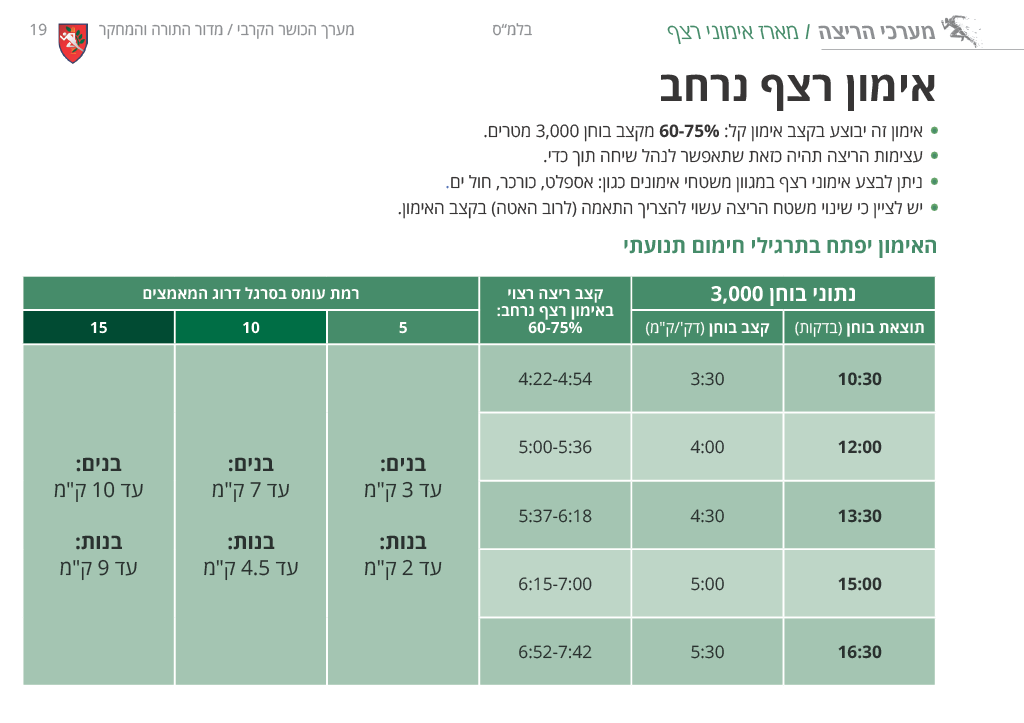 מערכי הריצה / מארז אימוני רצף
בלמ״ס
מערך הכושר הקרבי / מדור התורה והמחקר
19
אימון רצף נרחב
אימון זה יבוצע בקצב אימון קל: 60-75% מקצב בוחן 3,000 מטרים.
עצימות הריצה תהיה כזאת שתאפשר לנהל שיחה תוך כדי.
ניתן לבצע אימוני רצף במגוון משטחי אימונים כגון: אספלט, כורכר, חול ים.
יש לציין כי שינוי משטח הריצה עשוי להצריך התאמה (לרוב האטה) בקצב האימון.
האימון יפתח בתרגילי חימום תנועתי
נתוני בוחן 3,000
קצב ריצה רצוי
באימון רצף נרחב:
60-75%
רמת עומס בסרגל דרוג המאמצים
תוצאת בוחן (בדקות)
קצב בוחן (דק'/ק"מ)
5
10
15
10:30
3:30
4:22-4:54
12:00
4:00
5:00-5:36
13:30
4:30
5:37-6:18
15:00
5:00
6:15-7:00
16:30
5:30
6:52-7:42
בנים:
עד 3 ק"מ
בנות:
עד 2 ק"מ
בנים:
עד 7 ק"מ
בנות:
עד 4.5 ק"מ
בנים:
עד 10 ק"מ
בנות:
עד 9 ק"מ